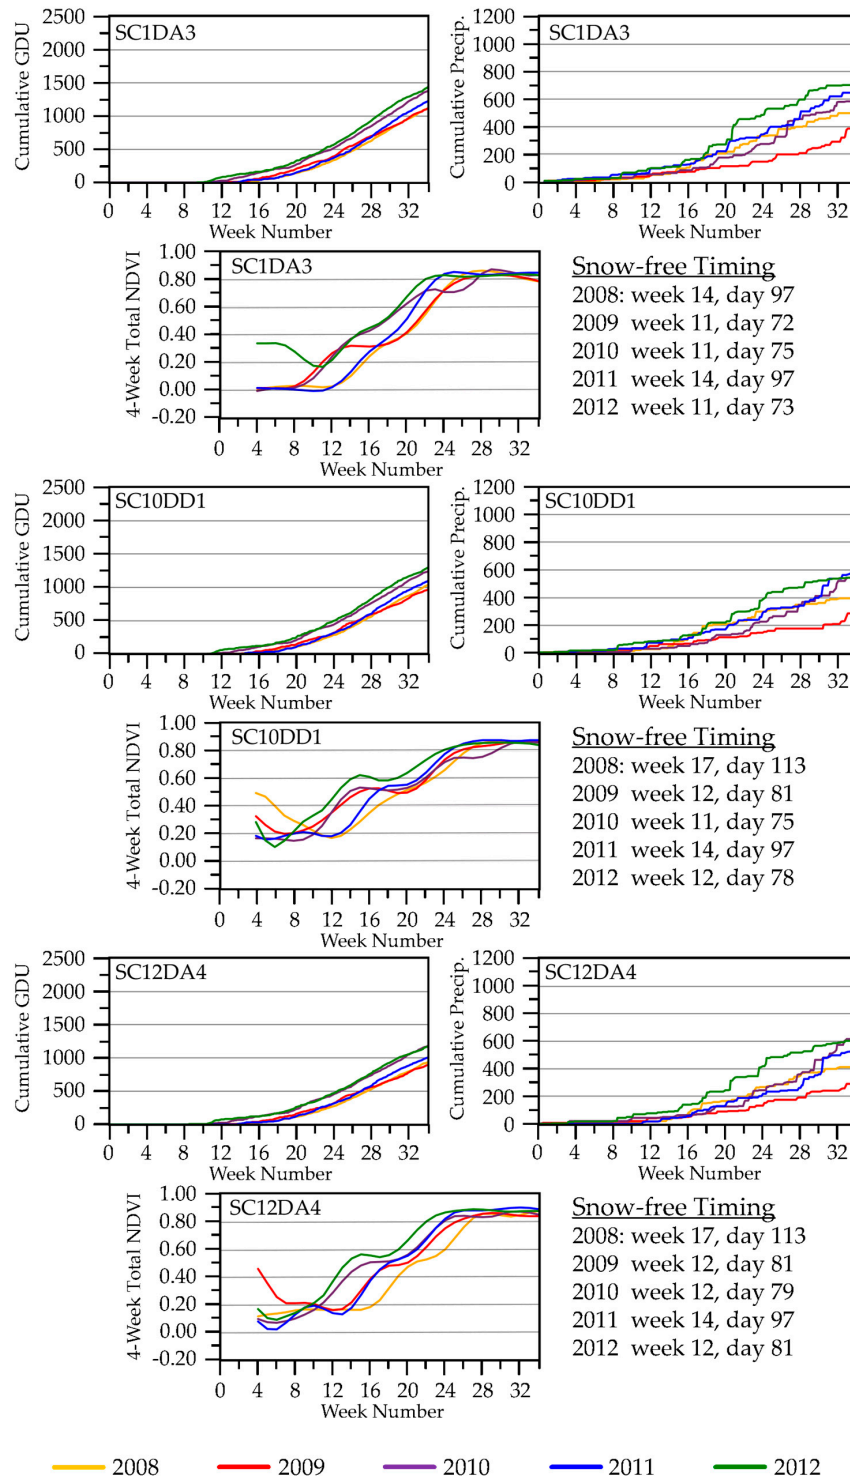 SC1DA3
Cumulative GDU
2500
2000
1500
1000
500
0
0 4 8 12 16 20 24 28 32
Week Number
SC1DA3
Cumulative Precip.
1200
1000
800
600
400
200
0
0 4 8 12 16 20 24 28 32
Week Number
SC1DA3
4-Week Total NDVI
1.00
0.80
0.60
0.40
0.20
0.00
-0.20
0 4 8 12 16 20 24 28 32
Week Number
Snow-free Timing
2008: week 14, day 97
2009 week 11, day 72
2010 week 11, day 75
2011 week 14, day 97
2012 week 11, day 73
SC10DD1
Cumulative GDU
2500
2000
1500
1000
500
0
0 4 8 12 16 20 24 28 32
Week Number
SC10DD1
Cumulative Precip.
1200
1000
800
600
400
200
0
0 4 8 12 16 20 24 28 32
Week Number
SC10DD1
4-Week Total NDVI
1.00
0.80
0.60
0.40
0.20
0.00
-0.20
0 4 8 12 16 20 24 28 32
Week Number
Snow-free Timing
2008: week 17, day 113
2009 week 12, day 81
2010 week 11, day 75
2011 week 14, day 97
2012 week 12, day 78
SC12DA4
Cumulative GDU
2500
2000
1500
1000
500
0
0 4 8 12 16 20 24 28 32
Week Number
SC12DA4
Cumulative Precip.
1200
1000
800
600
400
200
0
0 4 8 12 16 20 24 28 32
Week Number
SC12DA4
4-Week Total NDVI
1.00
0.80
0.60
0.40
0.20
0.00
-0.20
0 4 8 12 16 20 24 28 32
Week Number
Snow-free Timing
2008: week 17, day 113
2009 week 12, day 81
2010 week 12, day 79
2011 week 14, day 97
2012 week 12, day 81
2008 2009 2010 2011 2012